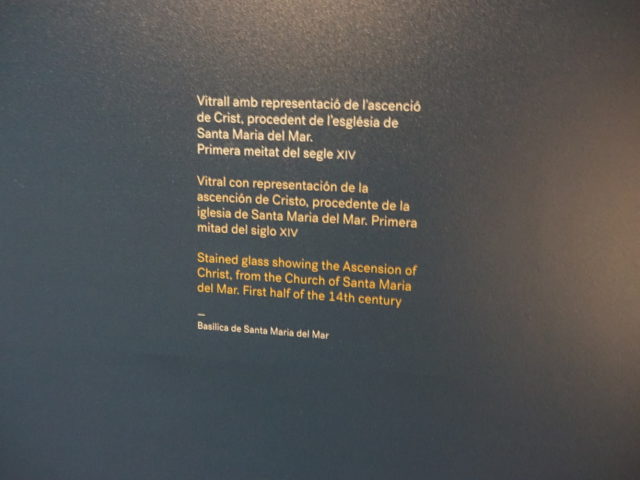 Vitrall amb representació de l'ascenció
de Crist, procedent de l'església de
Santa Maria del Mar.
Primera meitat del segle XIV
Vitral con representación de la
ascención de Cristo, procedente de la
iglesia de Santa Maria del Mar. Primera
mitad del siglo XIV
Stained glass showing the Ascension of
Christ, from the Church of Santa Maria
del Mar. First half of the 14th century
—
Basílica de Santa Maria del Mar